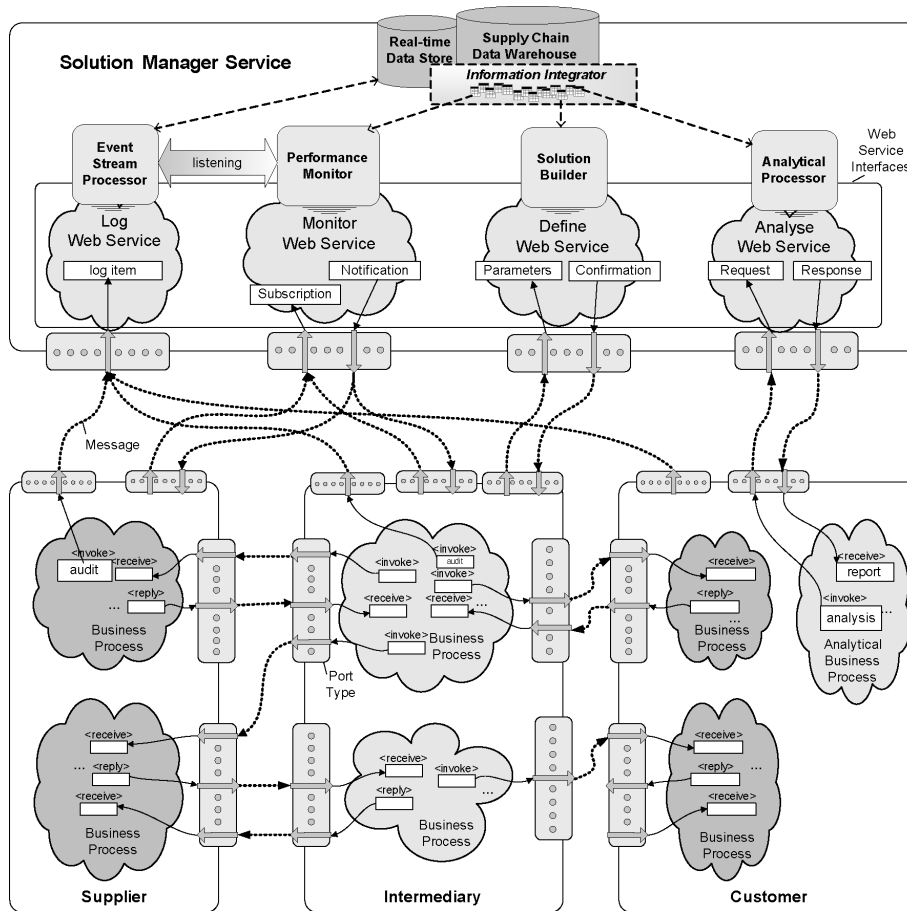 Real-time
Data Store
Supply Chain
Data Warehouse
Solution Manager Service
Information Integrator
Event
Stream
Processor
listening
Performance
Monitor
Solution
Builder
Analytical
Processor
Web
Service
Interfaces
Log
Web Service
Monitor
Web Service
Define
Web Service
Analyse
Web Service
log item
Notification
Subscription
Parameters
Confirmation
Request
Response
Message
<invoke>
audit
<receive>
<reply>
...
Business
Process
<invoke>
audit
<invoke>
<invoke>
<receive>
<receive>
...
<invoke>
Business
Process
Port
Type
<receive>
<reply>
...
Business
Process
<receive>
report
<invoke>
analysis
...
Analytical
Business
Process
<receive>
...
<reply>
<receive>
Business
Process
<receive>
<invoke>
...
<reply>
Business
Process
<receive>
...
<reply>
<receive>
Business
Process
Supplier
Intermediary
Customer